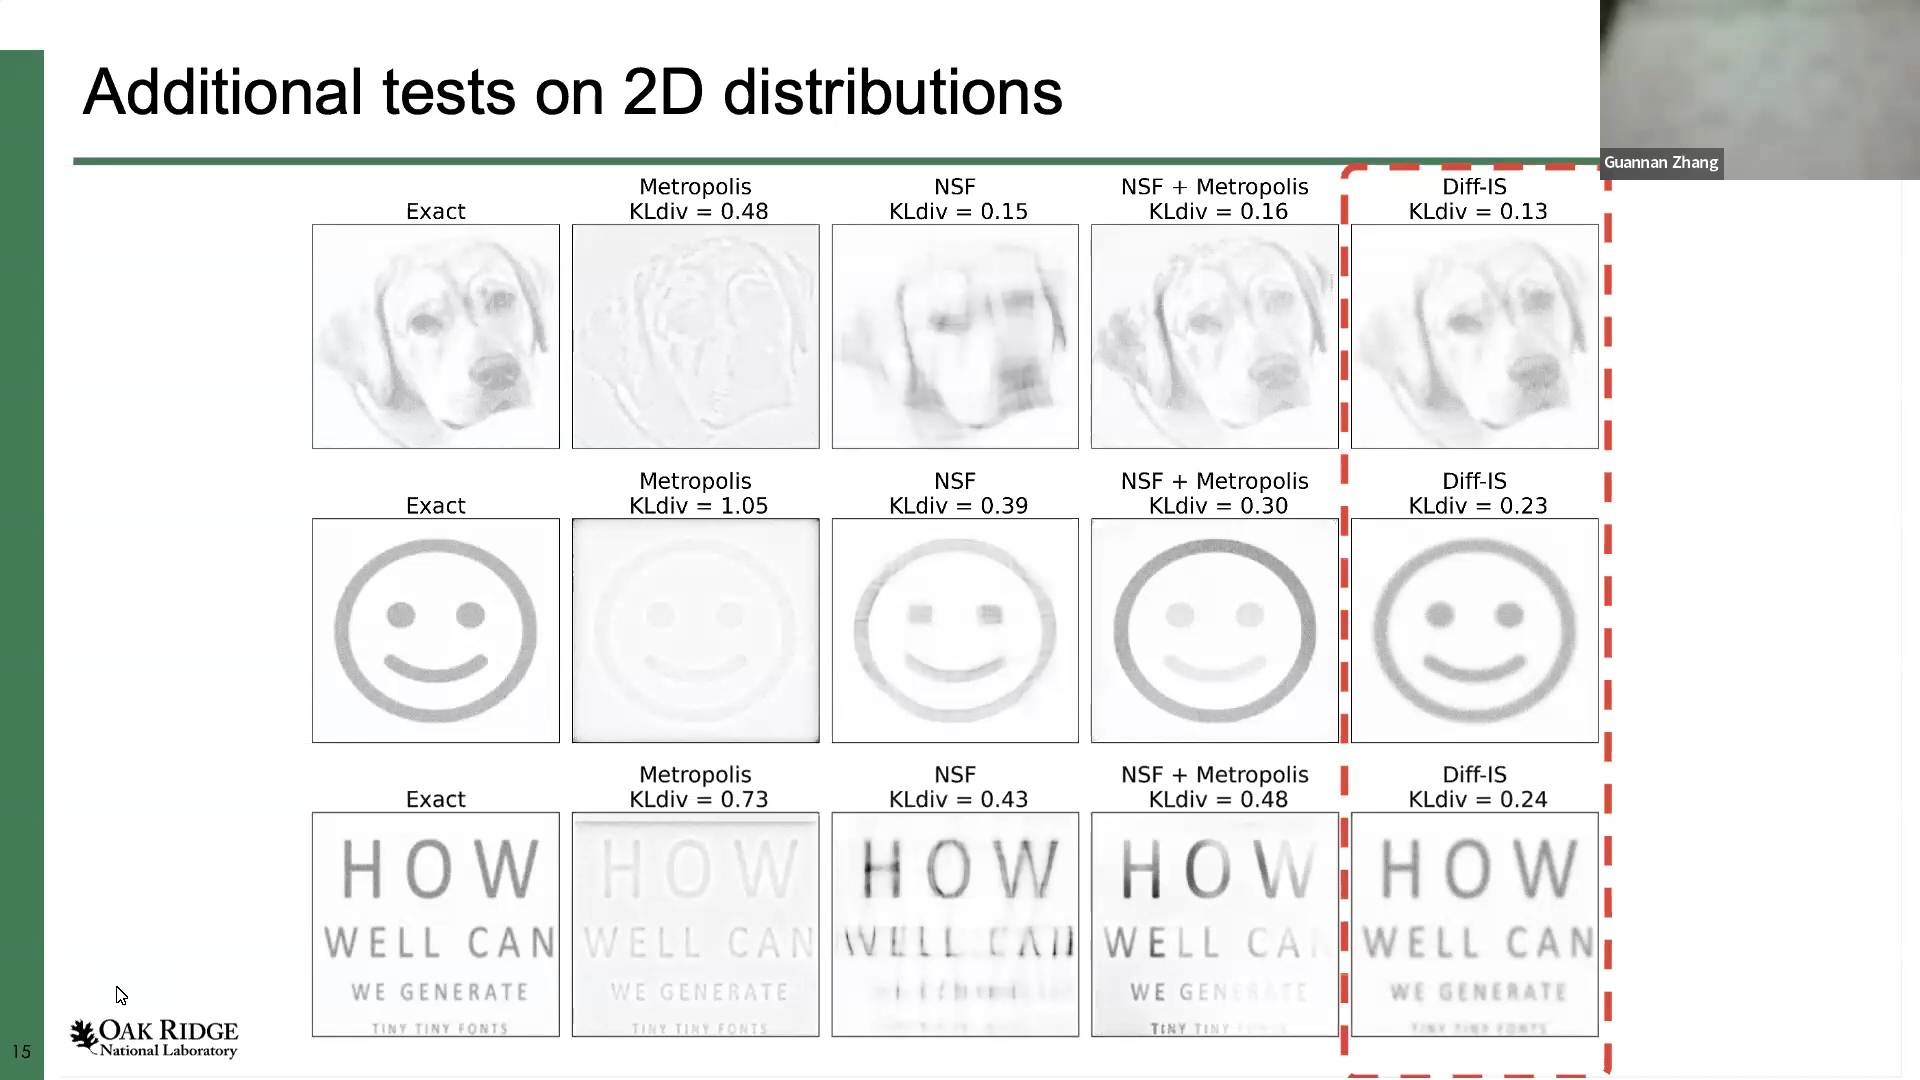 Additional tests on 2D distributions
Guannan Zhang
Exact
Metropolis
KLdiv = 0.48
NSF
KLdiv = 0.15
NSF + Metropolis
KLdiv = 0.16
Diff-IS
KLdiv = 0.13
Exact
Metropolis
KLdiv = 1.05
NSF
KLdiv = 0.39
NSF + Metropolis
KLdiv = 0.30
Diff-IS
KLdiv = 0.23
Exact
Metropolis
KLdiv = 0.73
NSF
KLdiv = 0.43
NSF + Metropolis
KLdiv = 0.48
Diff-IS
KLdiv = 0.24
HOW
WELL CAN
WE GENERATE
TINY TINY FONTS
HOW
WELL CAN
WE GENERATE
TINY TINY FONTS
HOW
WELL
HOW
WELL CA
WE GENERATE
TINY TINY
HOW
WELL CAN
WE GENERATE
TINY TINY FONTS
15
OAK RIDGE
National Laboratory